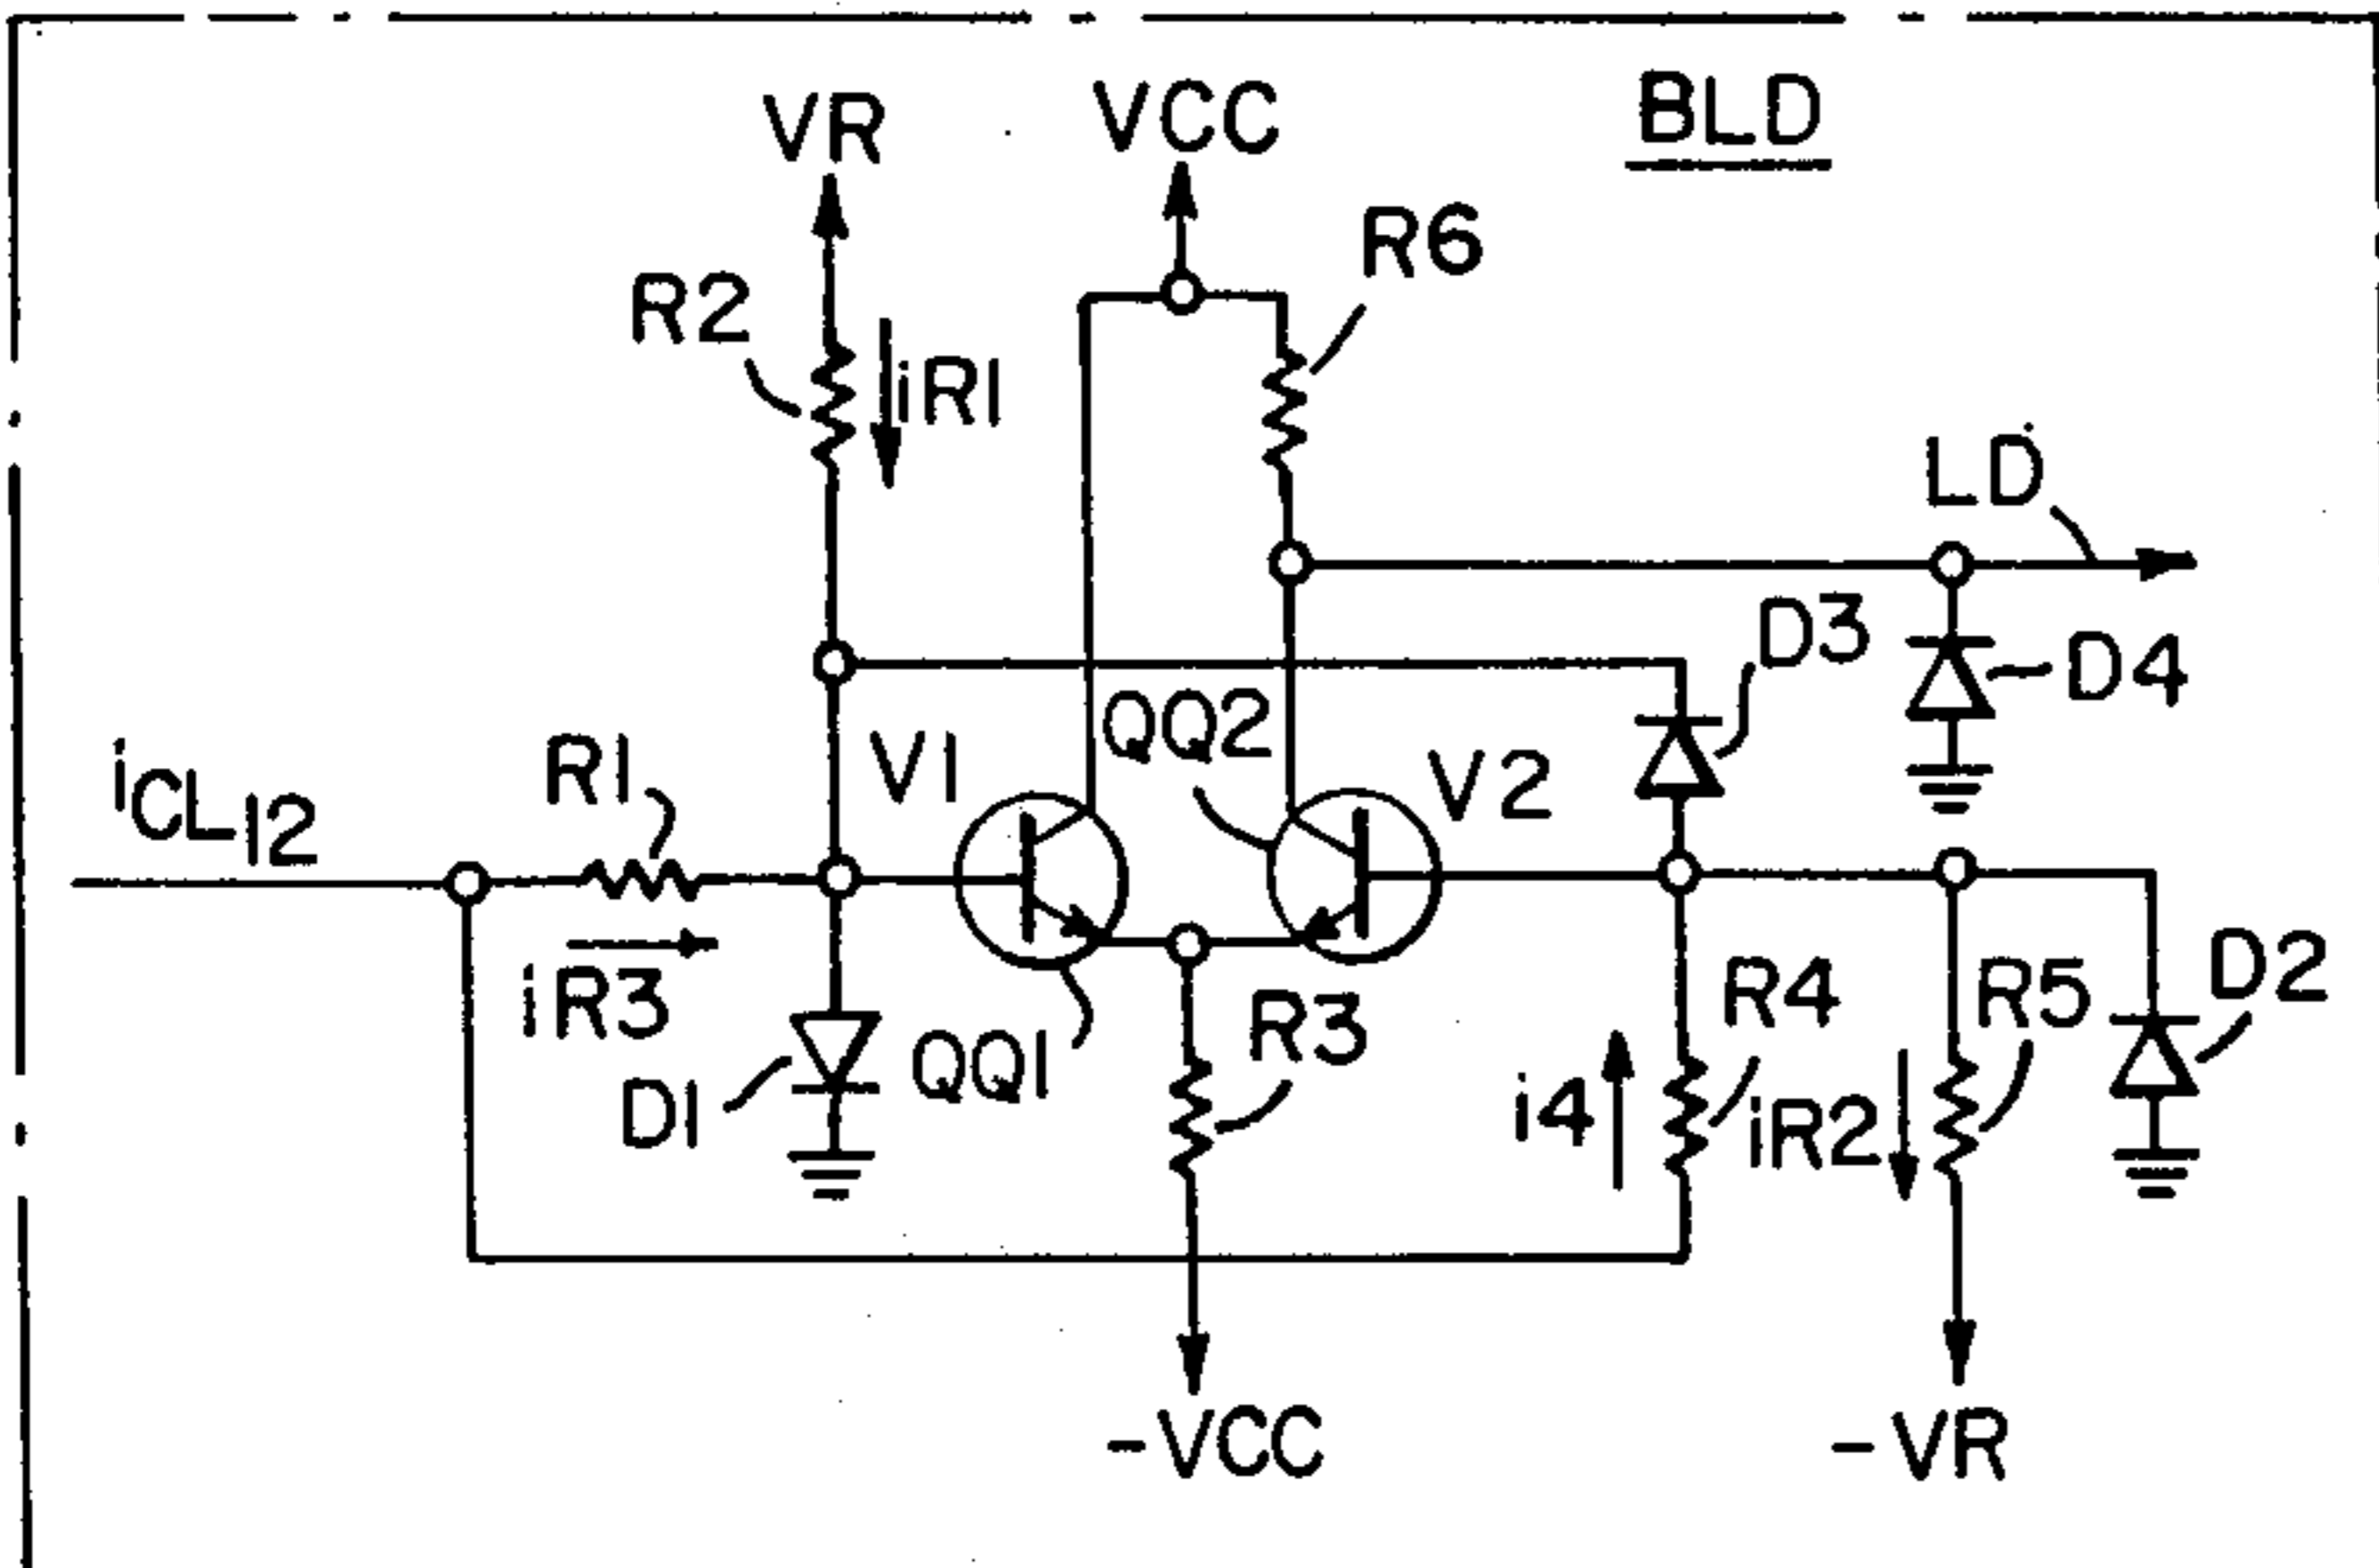 VR
VCC
BLD
R6
R2
iR1
LD
D3
QQ2
D4
R1
V1
V2
iCL12
D2
R4
R5
iR3
R3
QQ1
D1
i4
iR2
-VCC
-VR